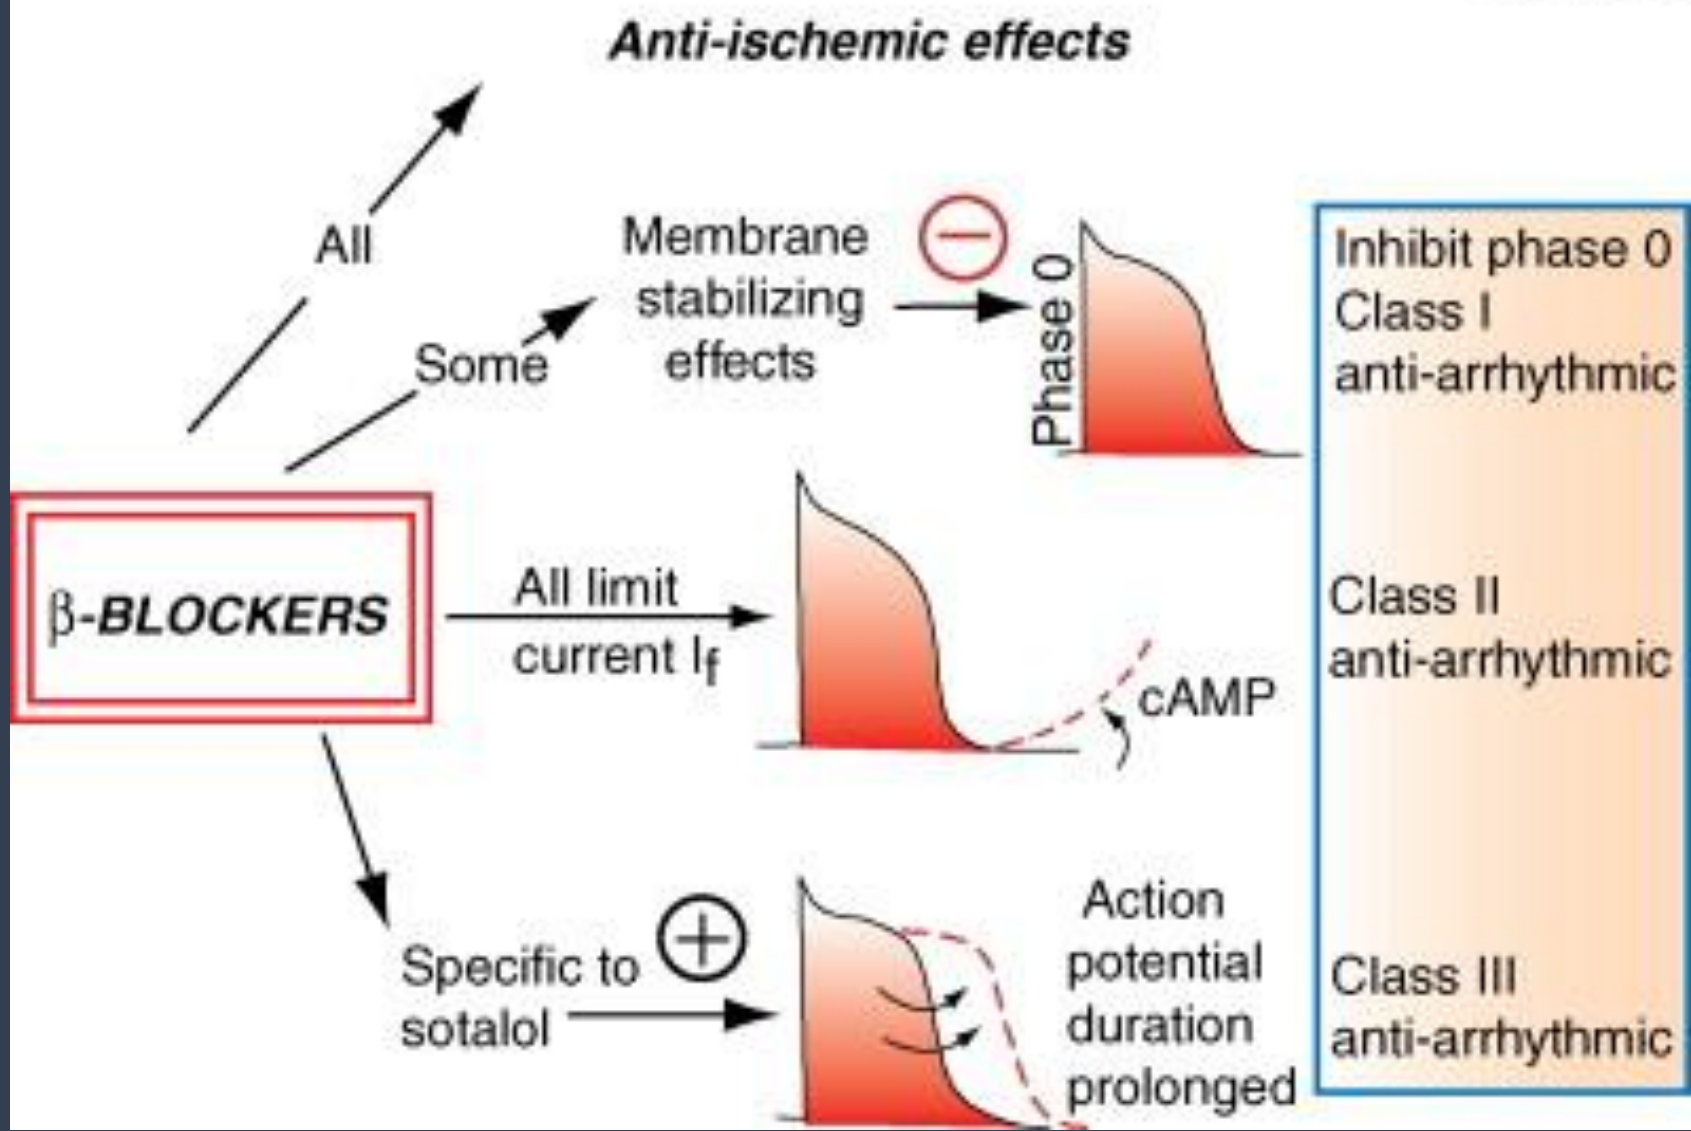 Anti-ischemic effects
All
Some
Membrane
stabilizing
effects
Phase 0
Inhibit phase 0
Class I
anti-arrhythmic
β-BLOCKERS
All limit
current If
cAMP
Class II
anti-arrhythmic
Specific to
sotalol
Action
potential
duration
prolonged
Class III
anti-arrhythmic